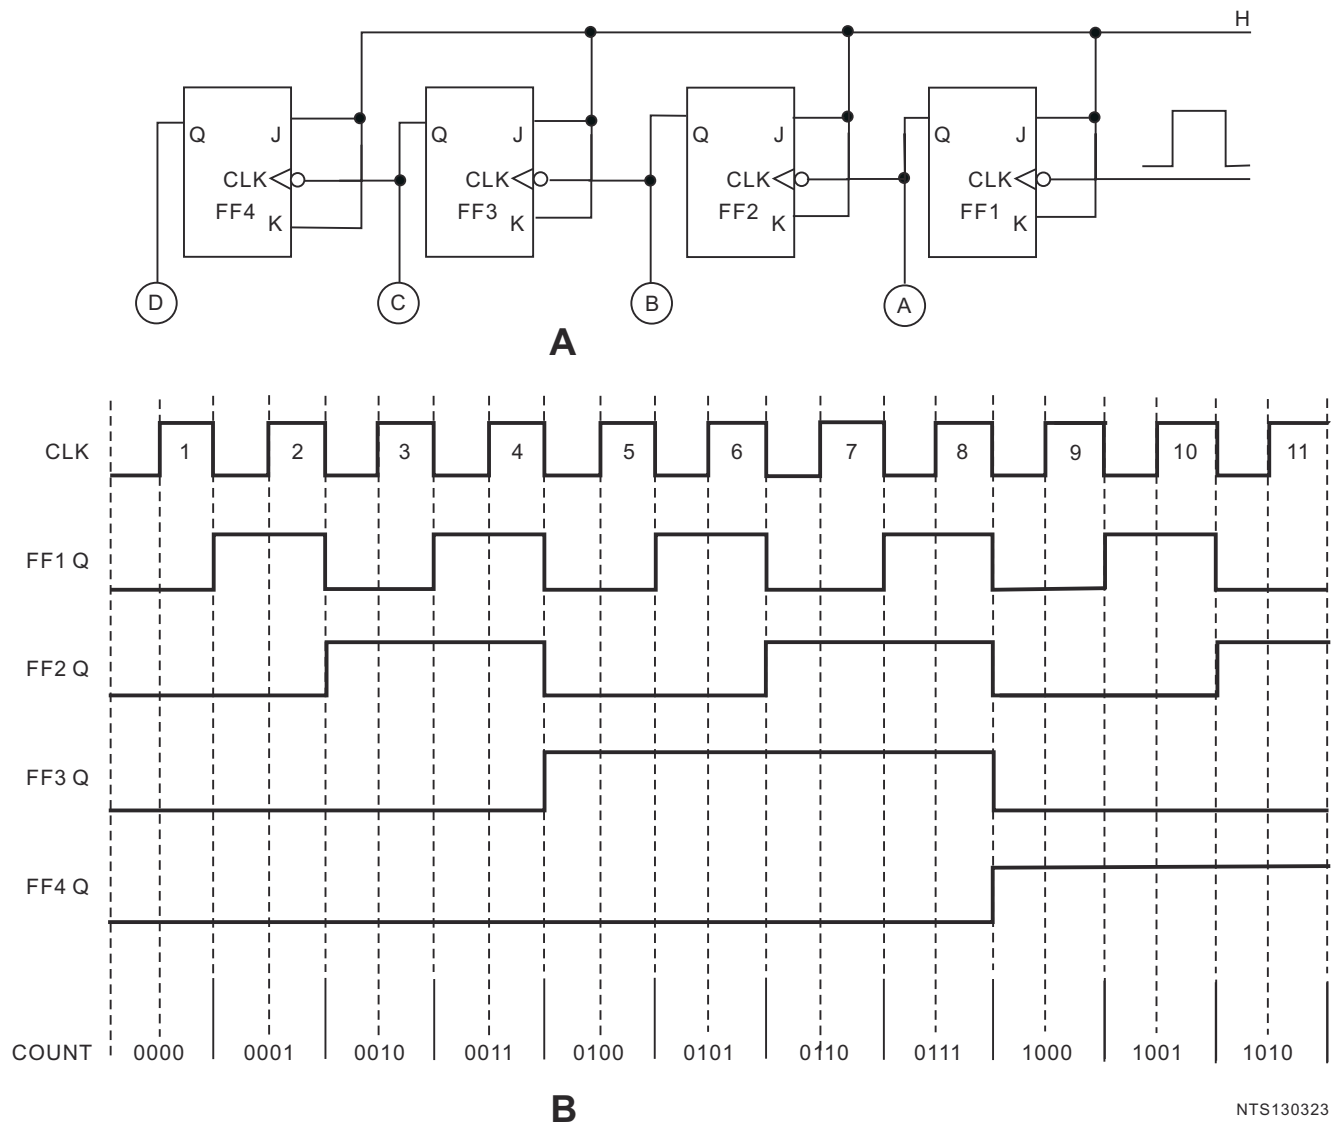 H
Q J Q J Q J Q J
CLK CLK CLK CLK
FF4 K FF3 K FF2 K FF1 K
D C B A
A
CLK 1 2 3 4 5 6 7 8 9 10 11
FF1 Q
FF2 Q
FF3 Q
FF4 Q
COUNT 0000 0001 0010 0011 0100 0101 0110 0111 1000 1001 1010
B
NTS130323